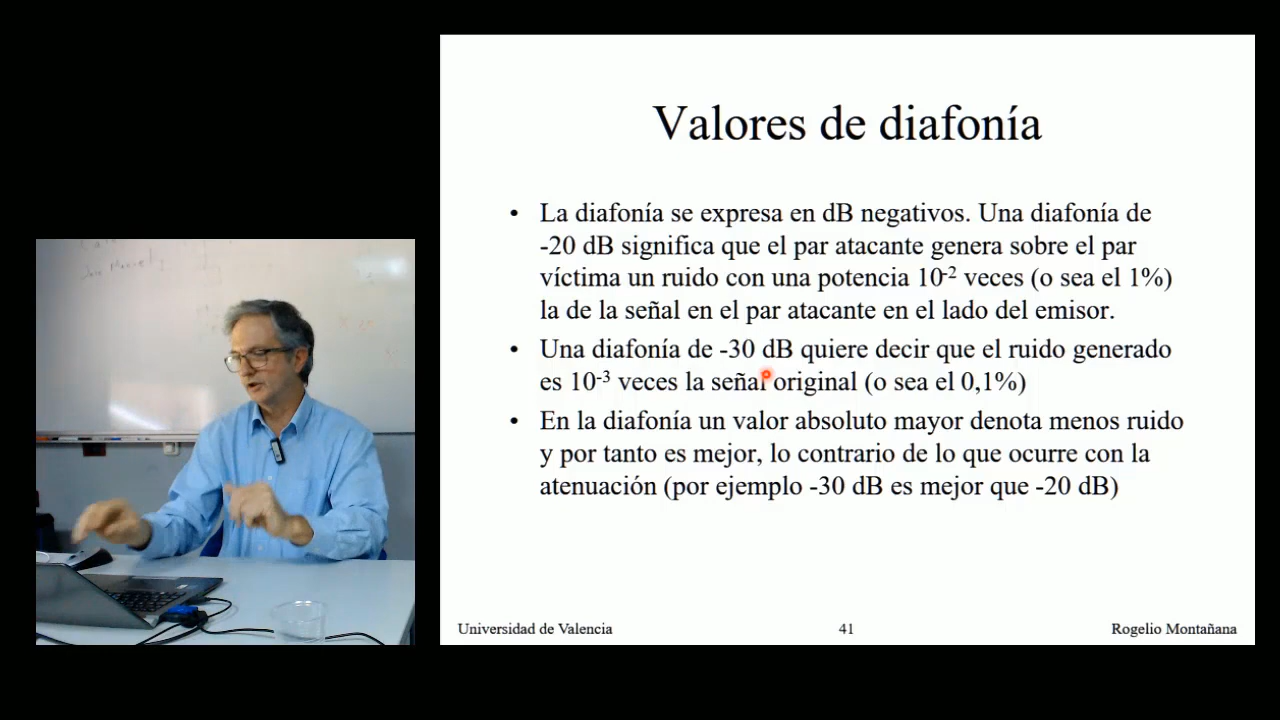 Valores de diafonía
• La diafonía se expresa en dB negativos. Una diafonía de
-20 dB significa que el par atacante genera sobre el par
víctima un ruido con una potencia 10⁻² veces (o sea el 1%)
la de la señal en el par atacante en el lado del emisor.
• Una diafonía de -30 dB quiere decir que el ruido generado
es 10⁻³ veces la señal original (o sea el 0,1%)
• En la diafonía un valor absoluto mayor denota menos ruido
y por tanto es mejor, lo contrario de lo que ocurre con la
atenuación (por ejemplo -30 dB es mejor que -20 dB)
Universidad de Valencia
41
Rogelio Montañana